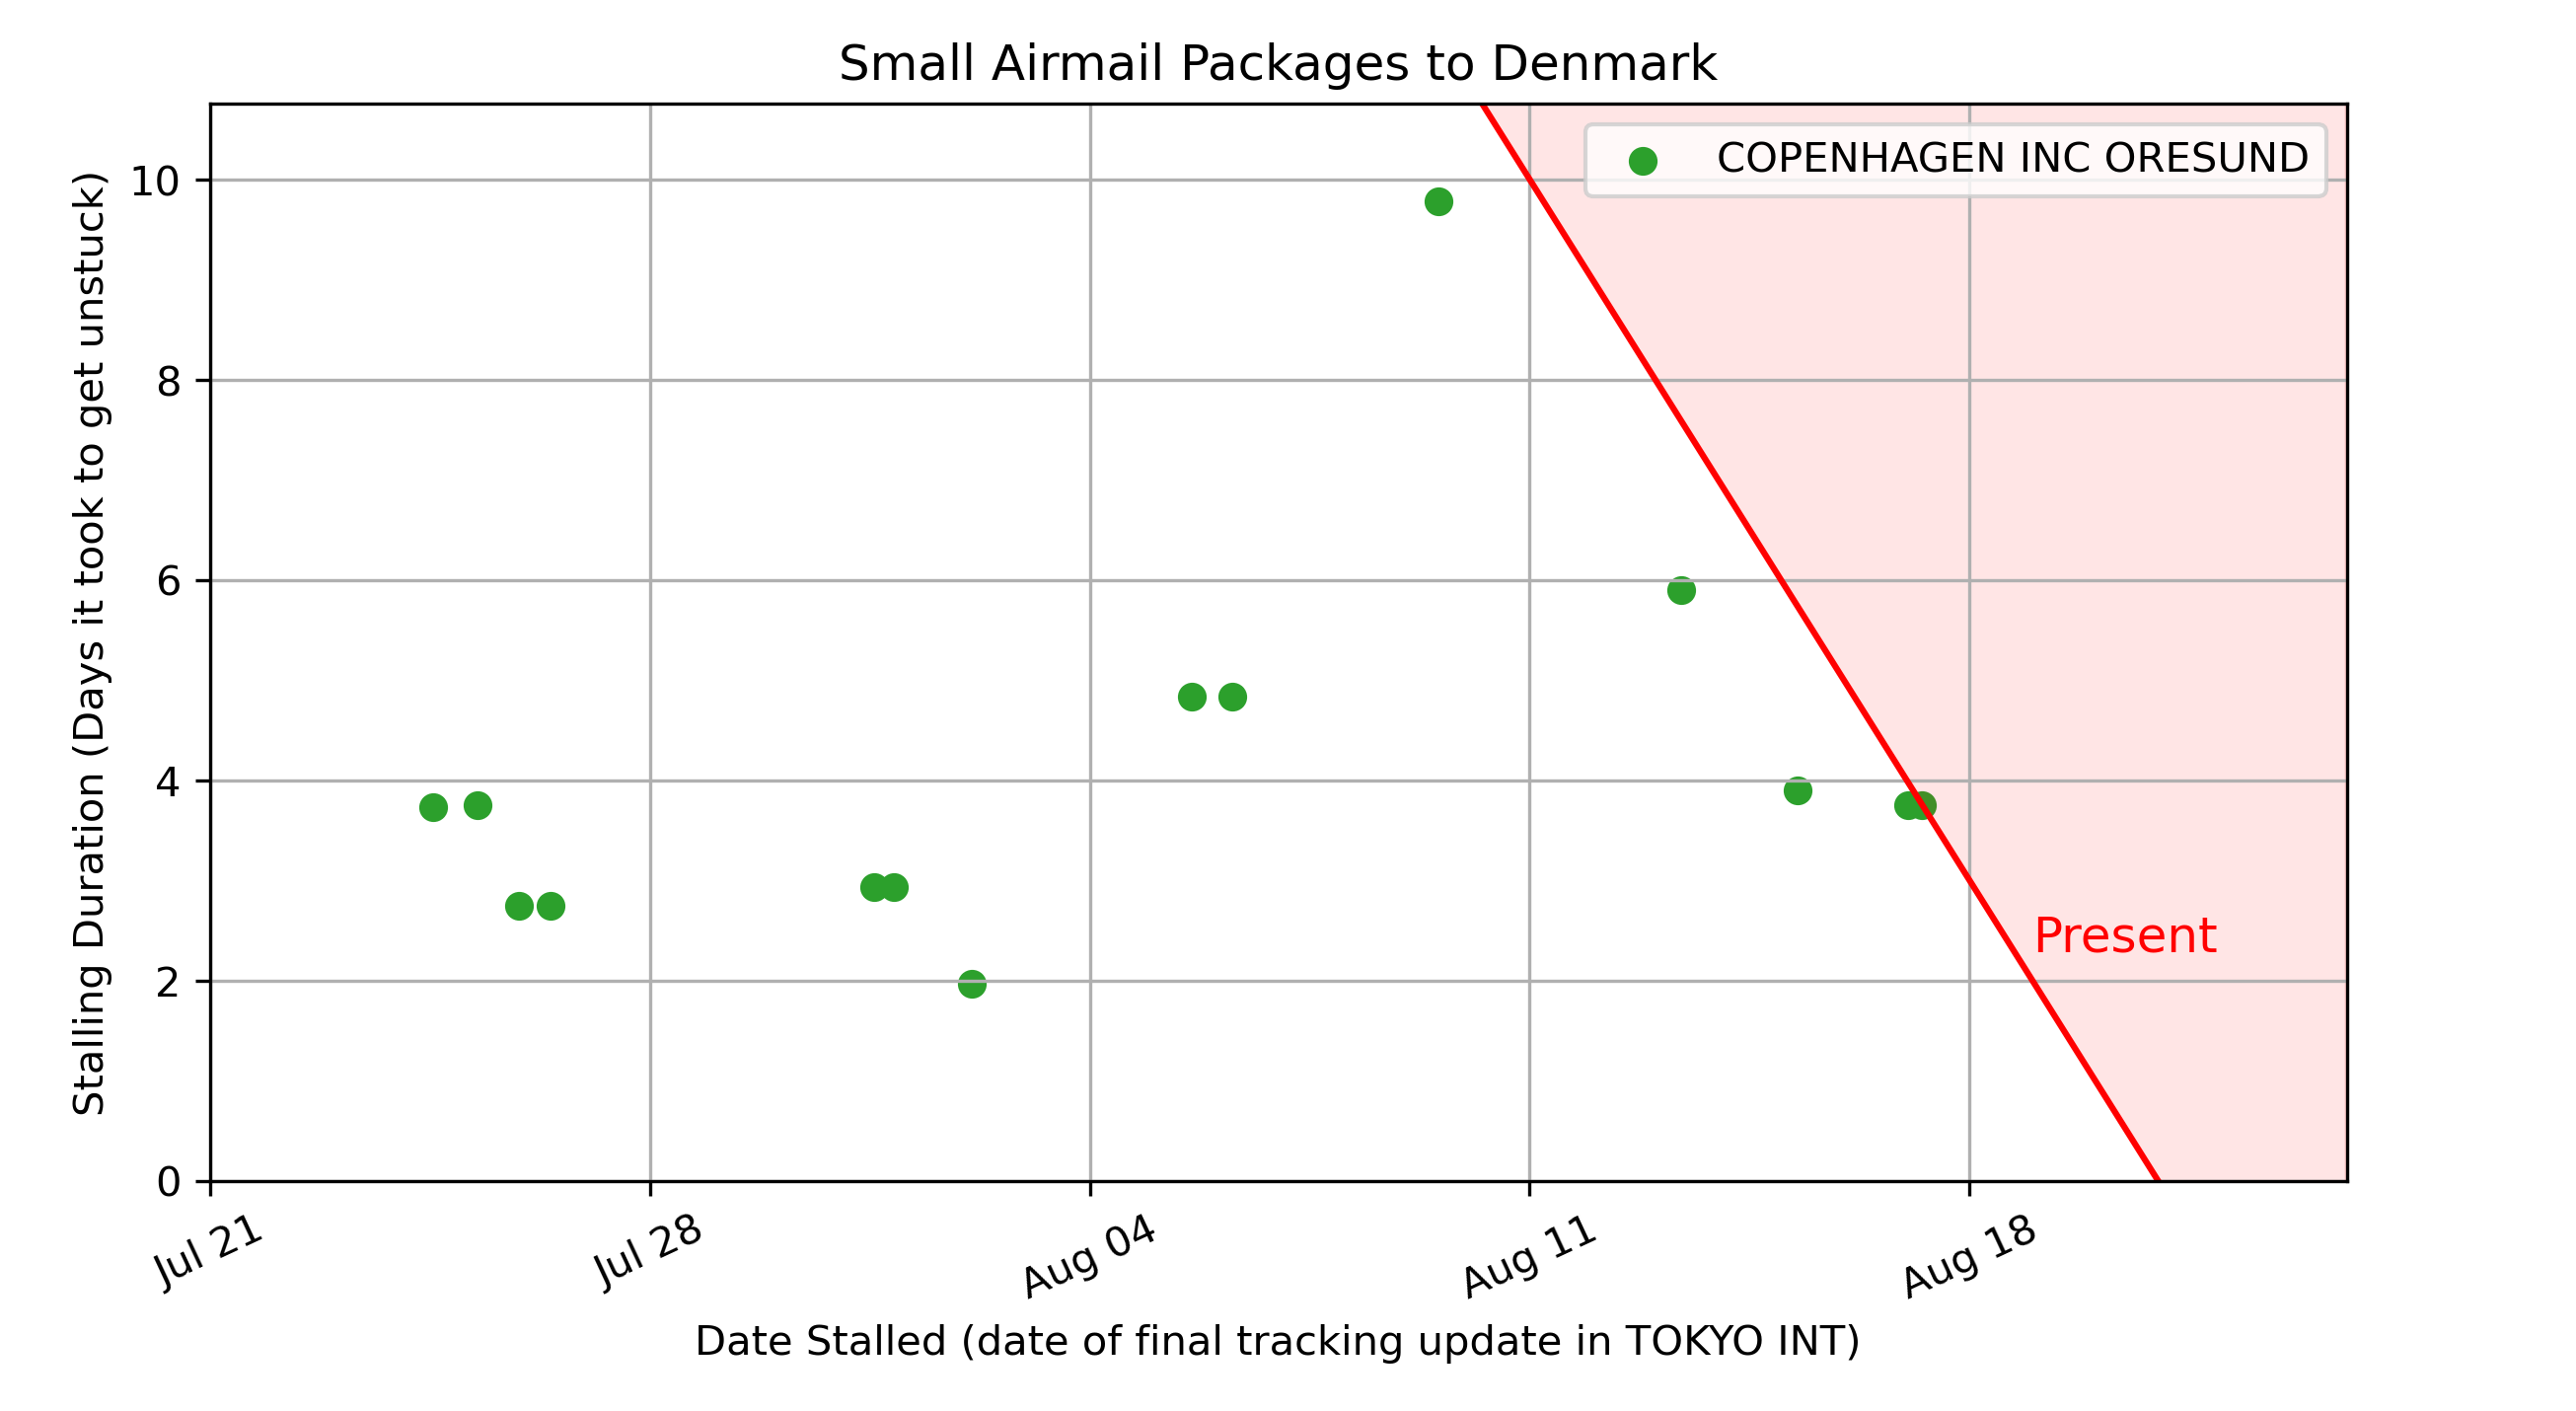 Small Airmail Packages to Denmark
COPENHAGEN INC ORESUND
Stalling Duration (Days it took to get unstuck)
10
8
6
4
2
0
Present
Jul 21
Jul 28
Aug 04
Aug 11
Aug 18
Date Stalled (date of final tracking update in TOKYO INT)